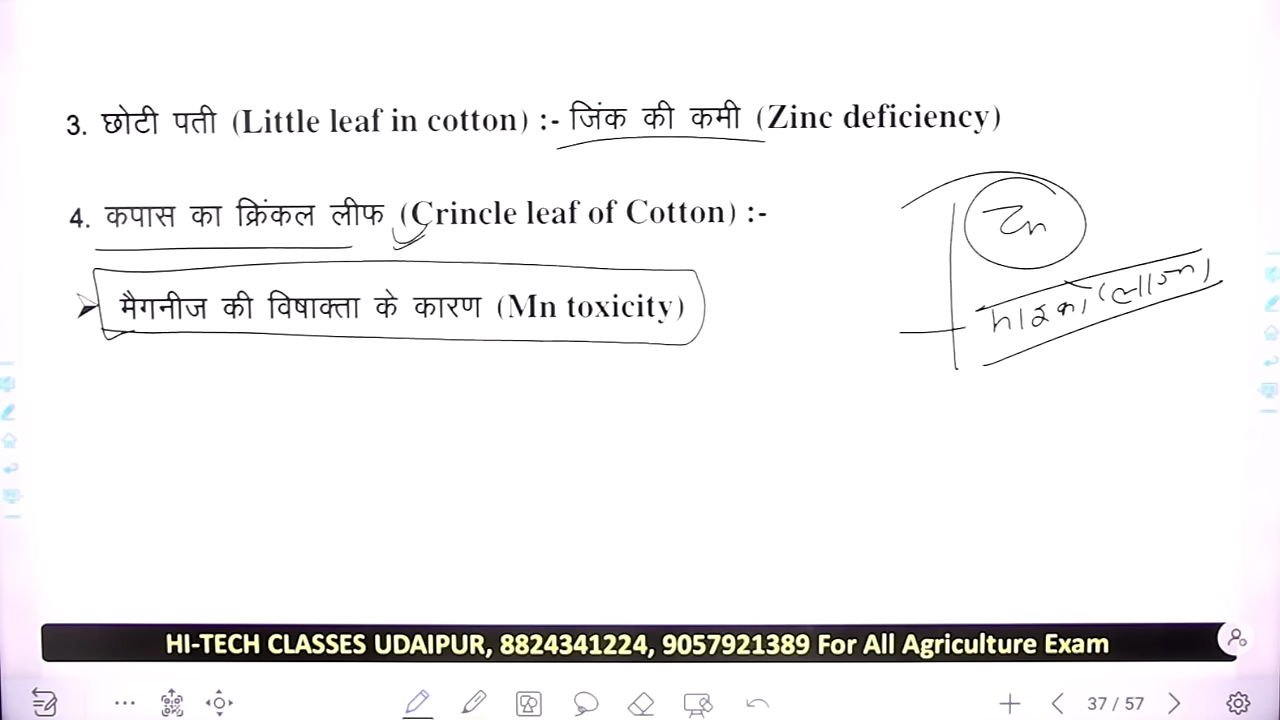 3. छोटी पती (Little leaf in cotton) :- जिंक की कमी (Zinc deficiency)
4. कपास का क्रिंकल लीफ (Crincle leaf of Cotton) :-
Zn
➤ मैगनीज की विषाक्ता के कारण (Mn toxicity)
HI-TECH CLASSES UDAIPUR, 8824341224, 9057921389 For All Agriculture Exam
37 / 57